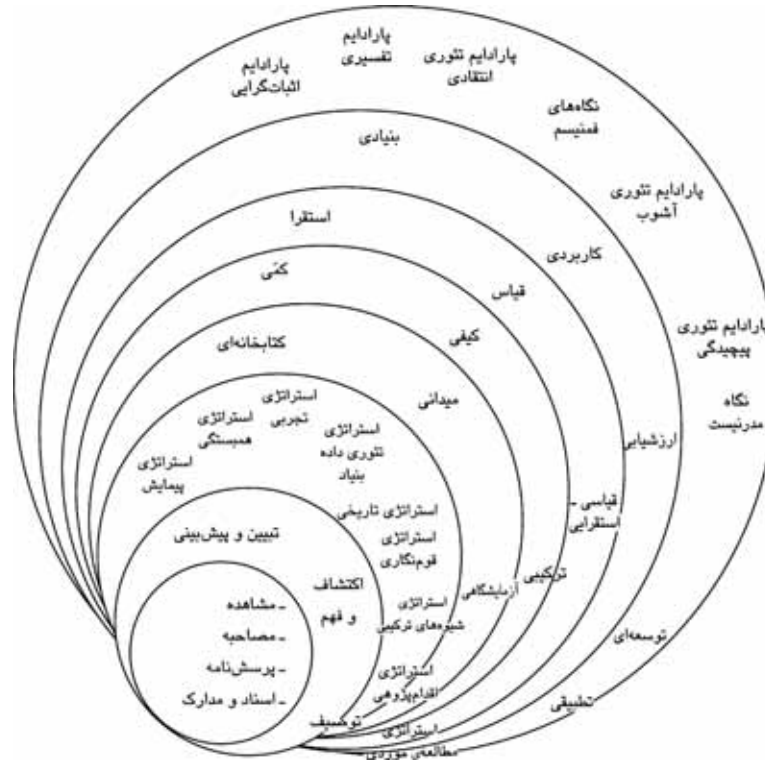 پارادایم
اثبات‌گرایی
پارادایم
تفسیری
پارادایم تئوری
انتقادی
نگاه‌های
فمنیسم
پارادایم تئوری
آشوب
پارادایم تئوری
پیچیدگی
نگاه
مدرنیست
بنیادی
کاربردی
ارزشیابی
توسعه‌ای
تطبیقی
استقرا
قیاس
قیاسی ـ
استقرایی
کمّی
کیفی
ترکیبی
کتابخانه‌ای
میدانی
آزمایشگاهی
استراتژی
پیمایش
استراتژی
همبستگی
استراتژی
تجربی
استراتژی
تئوری داده
بنیاد
استراتژی تاریخی
استراتژی
قوم‌نگاری
استراتژی
شیوه‌های ترکیبی
استراتژی
اقدام‌پژوهی
استراتژی
مطالعه‌ی موردی
تبیین و پیش‌بینی
اکتشاف
و فهم
توصیف
ـ مشاهده
ـ مصاحبه
ـ پرسش‌نامه
ـ اسناد و مدارک